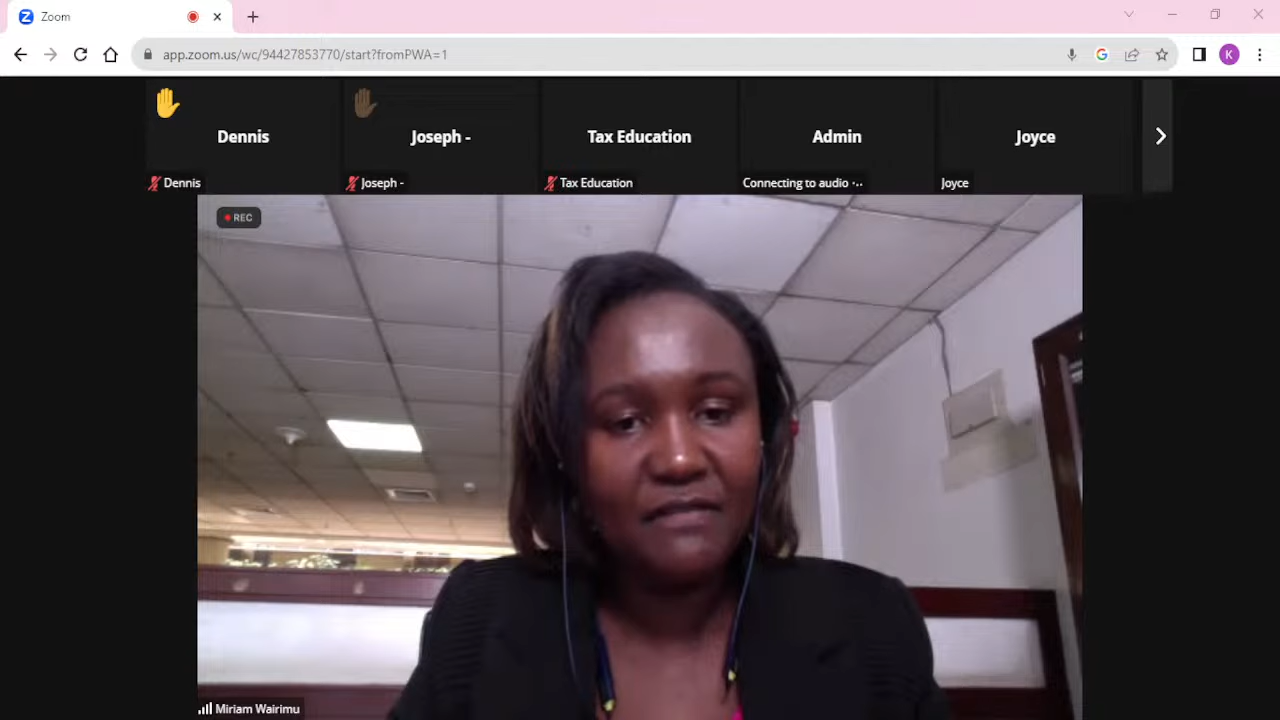 Zoom
app.zoom.us/wc/94427853770/start?fromPWA=1
K
Dennis
Joseph -
Tax Education
Admin
Joyce
Dennis
Joseph -
Tax Education
Connecting to audio ···
Joyce
REC
Miriam Wairimu